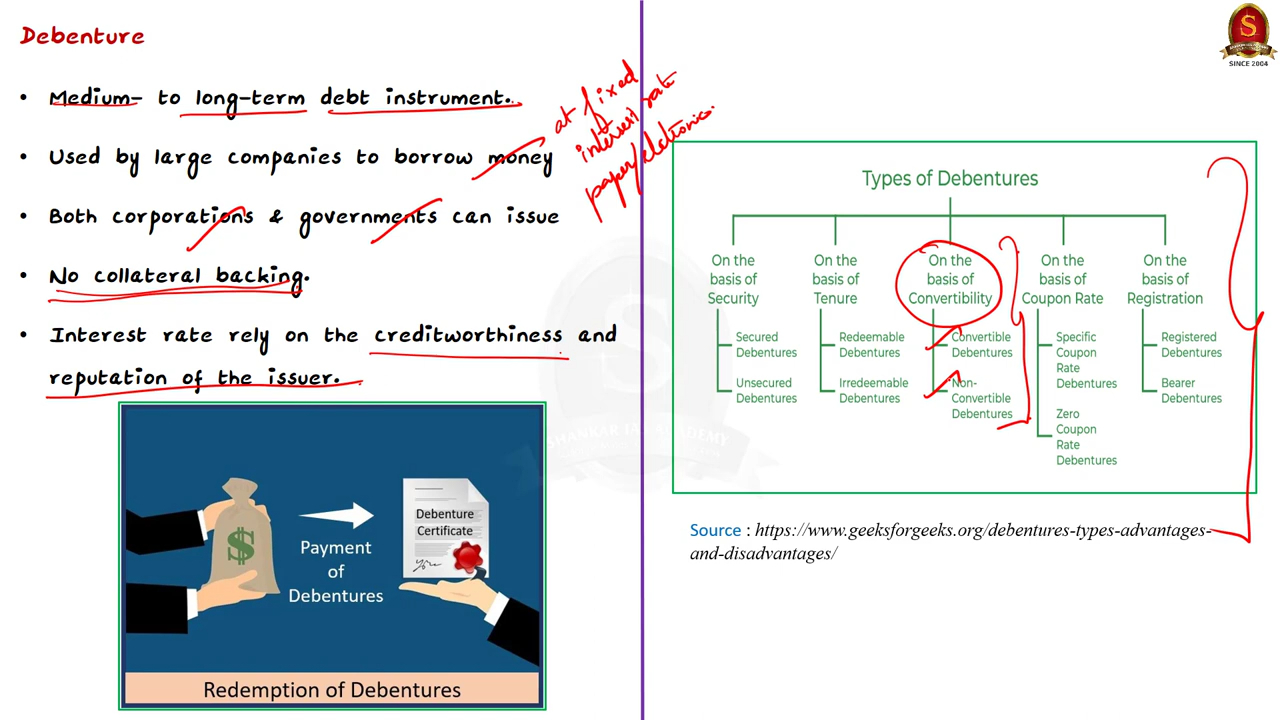 Debenture
• Medium- to long-term debt instrument.
• Used by large companies to borrow money
at fixed
interest rate
paper/eletronics.
• Both corporations & governments can issue
• No collateral backing.
• Interest rate rely on the creditworthiness and
reputation of the issuer.
$
Payment
of
Debentures
Debenture
Certificate
Redemption of Debentures
SINCE 2004
Types of Debentures
On the
basis of
Security
Secured
Debentures
Unsecured
Debentures
On the
basis of
Tenure
Redeemable
Debentures
Irredeemable
Debentures
On the
basis of
Convertibility
Convertible
Debentures
Non-
Convertible
Debentures
On the
basis of
Coupon Rate
Specific
Coupon
Rate
Debentures
Zero
Coupon
Rate
Debentures
On the
basis of
Registration
Registered
Debentures
Bearer
Debentures
SHANKAR IAS ACADEMY
Source : https://www.geeksforgeeks.org/debentures-types-advantages-
and-disadvantages/